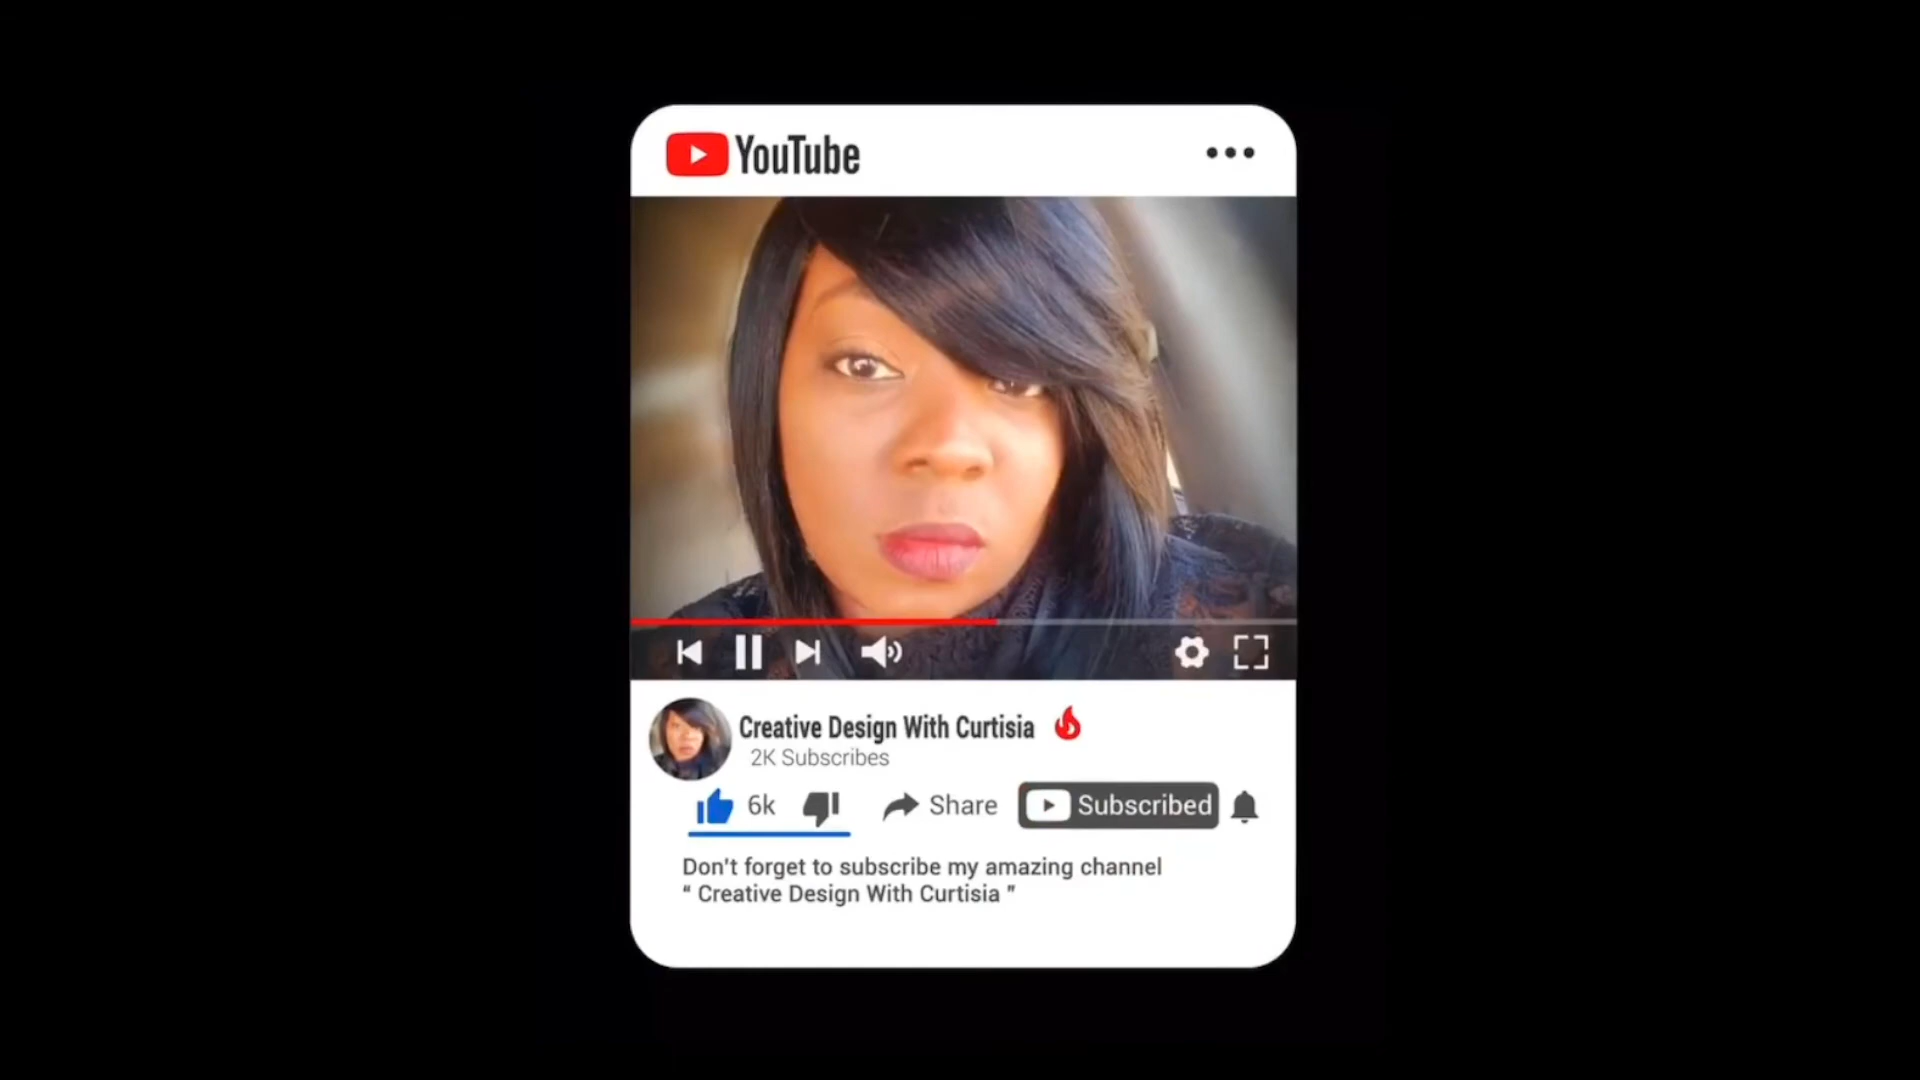 YouTube
Creative Design With Curtisia
2K Subscribes
6k
Share
Subscribed
Don't forget to subscribe my amazing channel
“ Creative Design With Curtisia ”